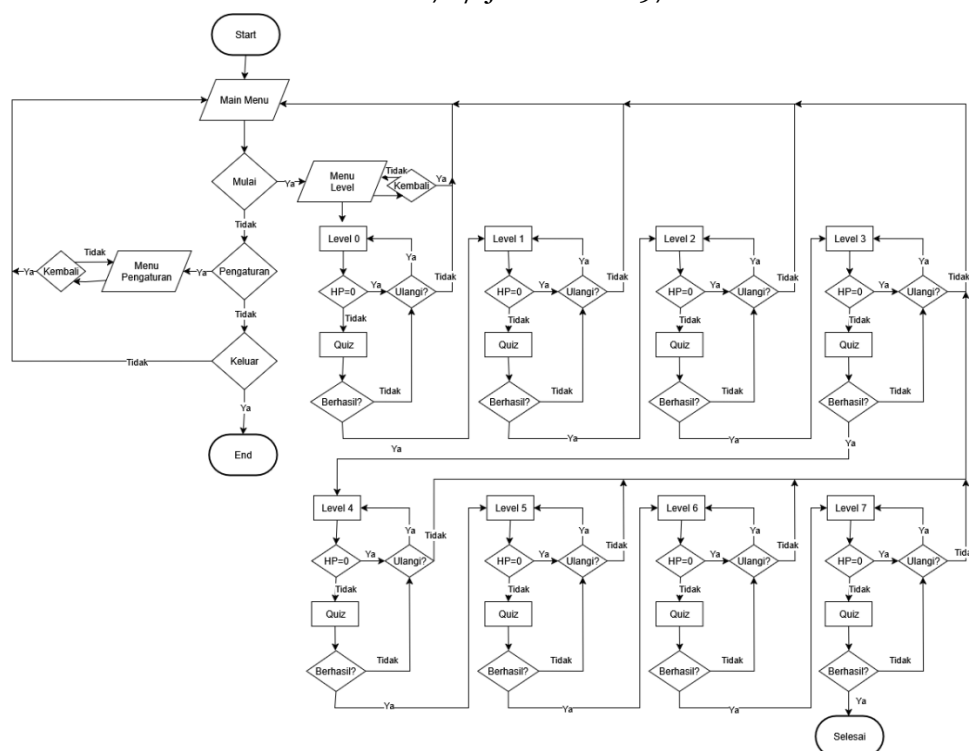 Start
Main Menu
Mulai
Ya
Menu
Level
Tidak
Kembali
Ya
Tidak
Pengaturan
Ya
Menu
Pengaturan
Tidak
Kembali
Ya
Tidak
Keluar
Tidak
Ya
End
Level 0
HP=0
Ya
Ulangi?
Ya
Tidak
Tidak
Quiz
Berhasil?
Tidak
Ya
Level 1
HP=0
Ya
Ulangi?
Ya
Tidak
Tidak
Quiz
Berhasil?
Tidak
Ya
Level 2
HP=0
Ya
Ulangi?
Ya
Tidak
Tidak
Quiz
Berhasil?
Tidak
Ya
Level 3
HP=0
Ya
Ulangi?
Ya
Tidak
Tidak
Quiz
Berhasil?
Tidak
Ya
Level 4
HP=0
Ya
Ulangi?
Ya
Tidak
Tidak
Quiz
Berhasil?
Tidak
Ya
Level 5
HP=0
Ya
Ulangi?
Ya
Tidak
Tidak
Quiz
Berhasil?
Tidak
Ya
Level 6
HP=0
Ya
Ulangi?
Ya
Tidak
Tidak
Quiz
Berhasil?
Tidak
Ya
Level 7
HP=0
Ya
Ulangi?
Ya
Tidak
Tidak
Quiz
Berhasil?
Tidak
Ya
Selesai